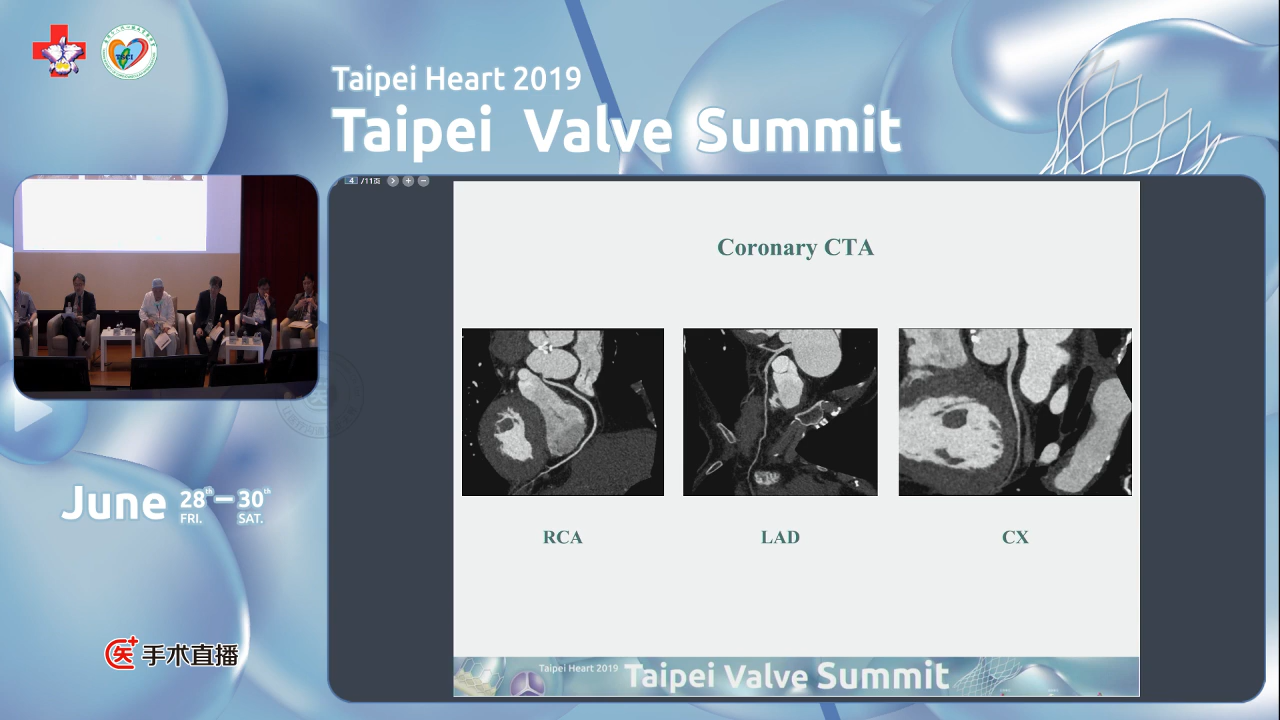 Taipei Heart 2019
Taipei Valve Summit
4 /11页
Coronary CTA
RCA
LAD
CX
June 28th — 30th
FRI. SAT.
医 手术直播
Taipei Heart 2019 Taipei Valve Summit